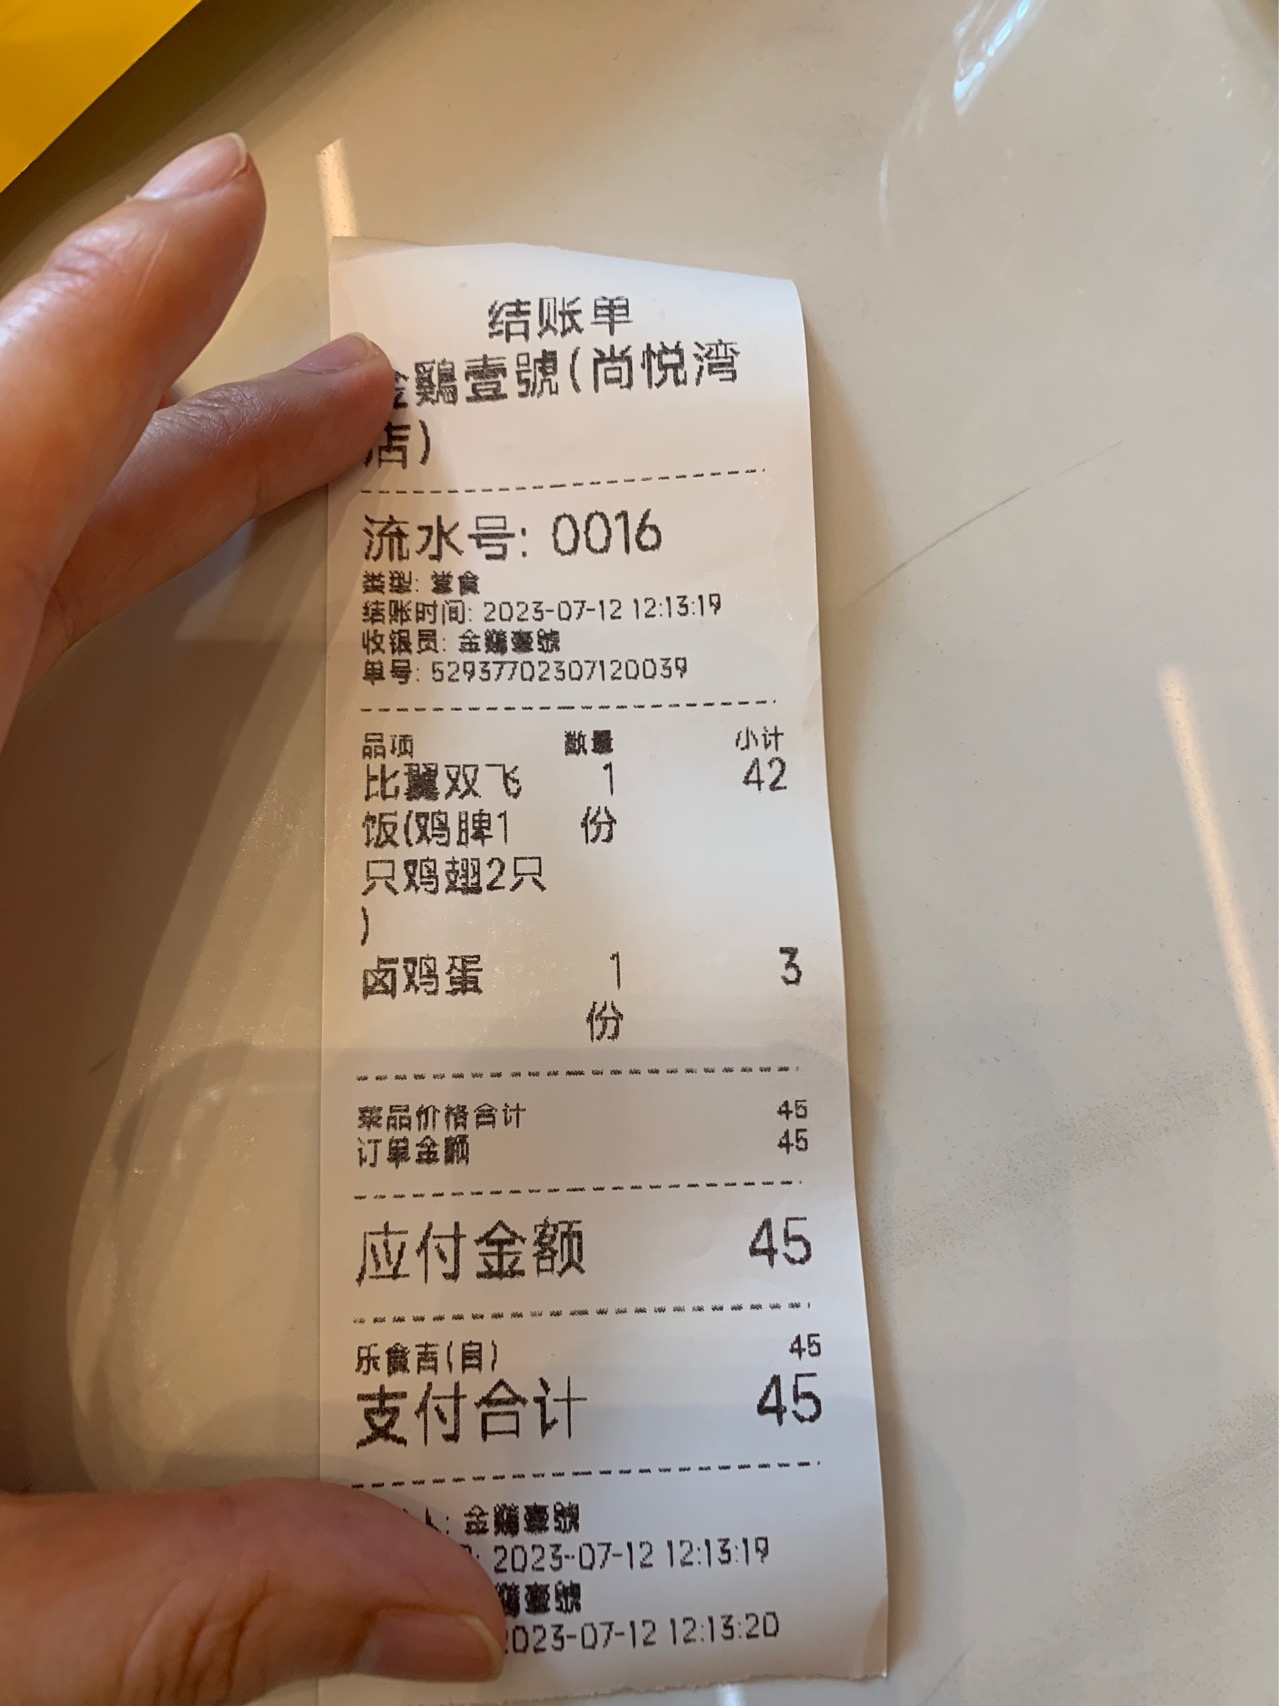 结账单
鷄壹號(尚悦湾
店)
流水号: 0016
类型: 堂食
结账时间: 2023-07-12 12:13:19
收银员: 金鷄壹號
单号: 52937702307120039
品项 数量 小计
比翼双飞 1 42
饭(鸡脾1 份
只鸡翅2只
)
卤鸡蛋 1 3
份
菜品价格合计 45
订单金额 45
应付金额 45
乐食吉(自) 45
支付合计 45
人: 金鷄壹號
: 2023-07-12 12:13:19
鷄壹號
2023-07-12 12:13:20